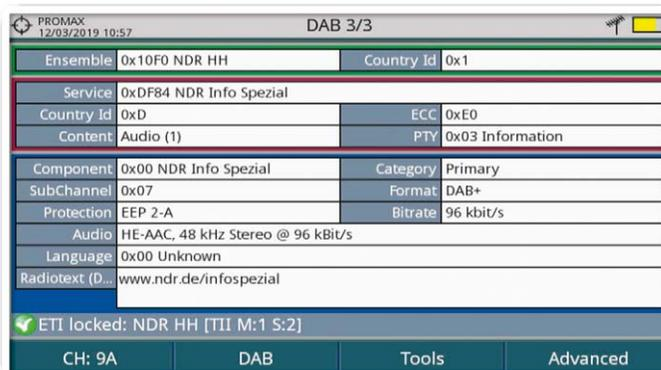 PROMAX
12/03/2019 10:57
DAB 3/3
Ensemble 0x10F0 NDR HH Country Id 0x1
Service 0xDF84 NDR Info Spezial
Country Id 0xD ECC 0xE0
Content Audio (1) PTY 0x03 Information
Component 0x00 NDR Info Spezial Category Primary
SubChannel 0x07 Format DAB+
Protection EEP 2-A Bitrate 96 kbit/s
Audio HE-AAC, 48 kHz Stereo @ 96 kBit/s
Language 0x00 Unknown
Radiotext (D... www.ndr.de/infospezial
ETI locked: NDR HH [TII M:1 S:2]
CH: 9A DAB Tools Advanced